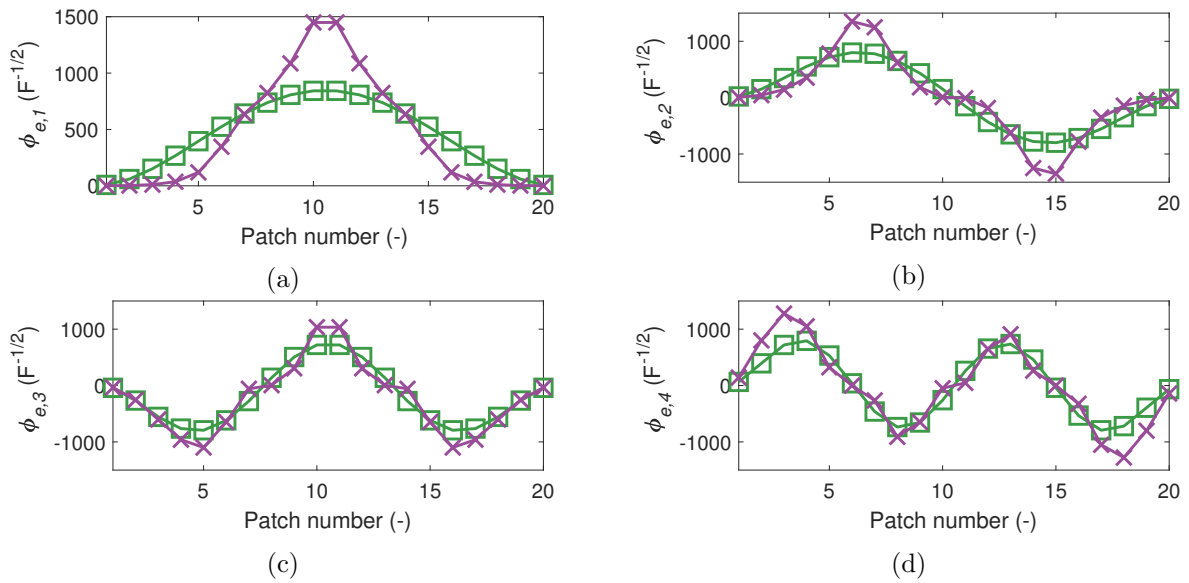 1500
1000
500
0
ϕe,1 (F-1/2)
5 10 15 20
Patch number (-)
(a)
1000
0
-1000
ϕe,2 (F-1/2)
5 10 15 20
Patch number (-)
(b)
1000
0
-1000
ϕe,3 (F-1/2)
5 10 15 20
Patch number (-)
(c)
1000
0
-1000
ϕe,4 (F-1/2)
5 10 15 20
Patch number (-)
(d)